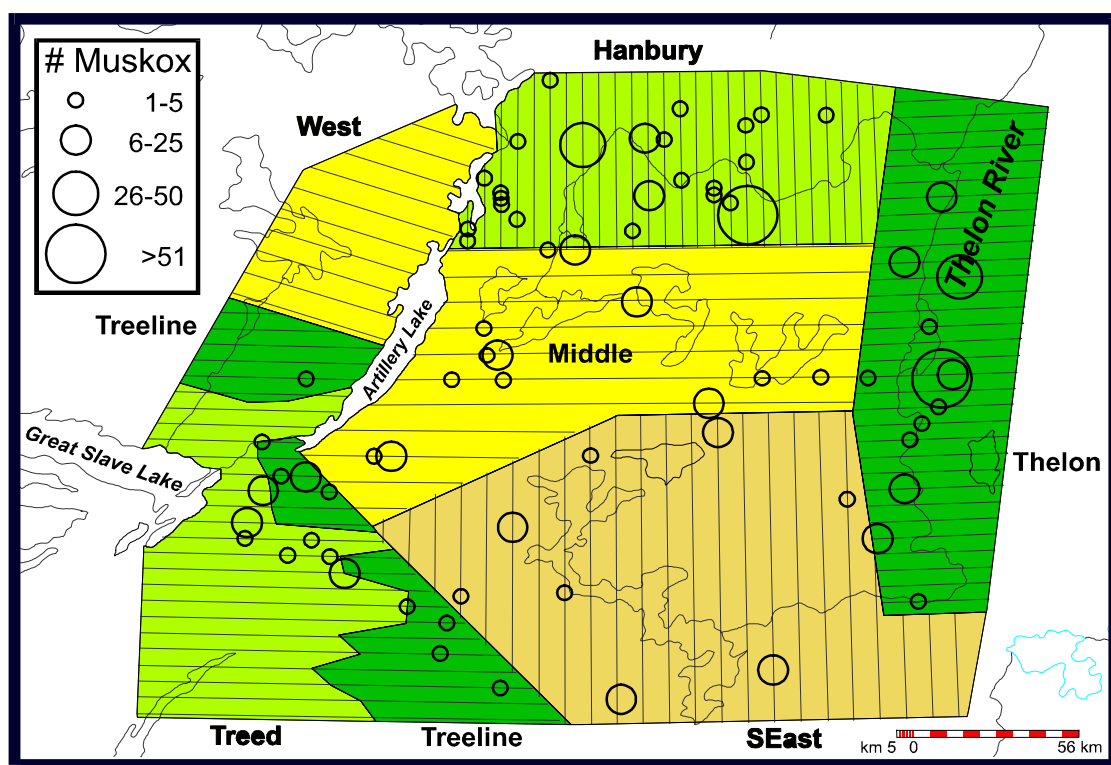 Hanbury
# Muskox
1-5
6-25
26-50
>51
West
Thelon River
Treeline
Artillery Lake
Middle
Great Slave Lake
Thelon
Treed
Treeline
SEast
km 5 0 56 km